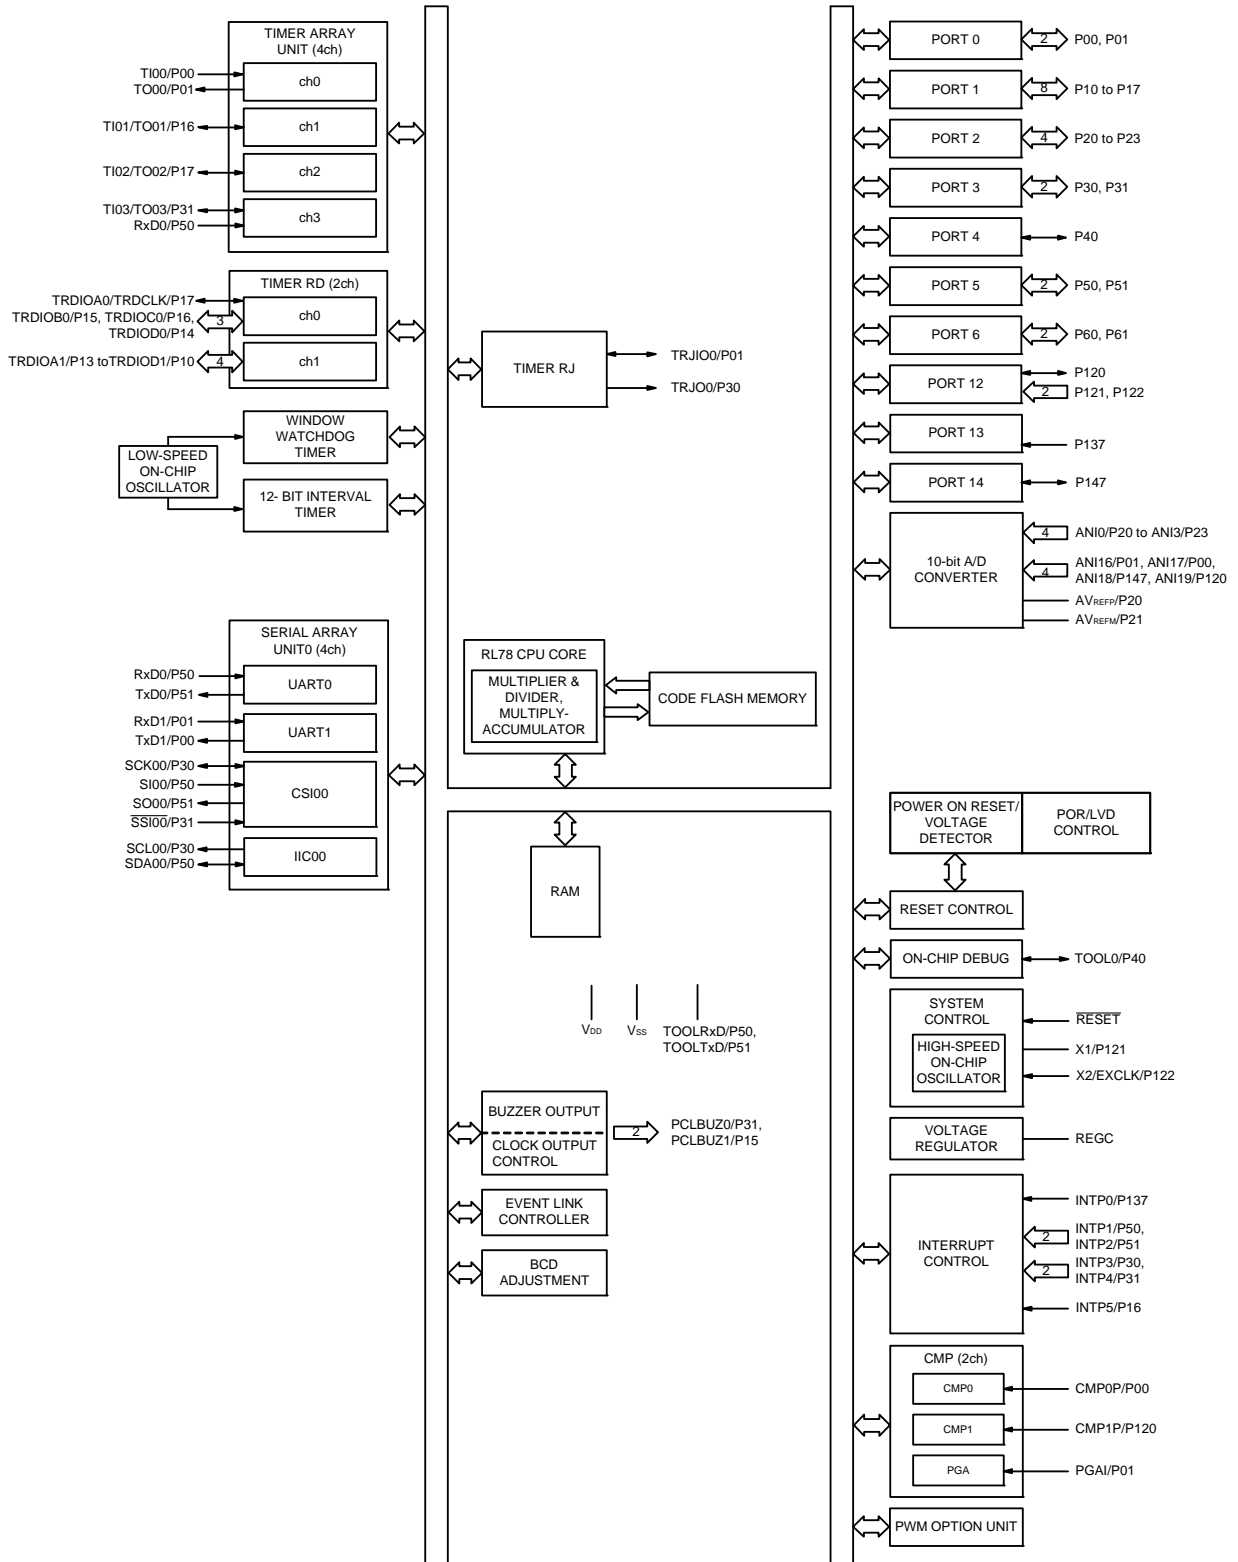 TIMER ARRAY
UNIT (4ch)
TI00/P00
TO00/P01
ch0
TI01/TO01/P16
ch1
TI02/TO02/P17
ch2
TI03/TO03/P31
RxD0/P50
ch3
TIMER RD (2ch)
TRDIOA0/TRDCLK/P17
TRDIOB0/P15, TRDIOC0/P16,
TRDIOD0/P14
3
ch0
TRDIOA1/P13 toTRDIOD1/P10
4
ch1
WINDOW
WATCHDOG
TIMER
LOW-SPEED
ON-CHIP
OSCILLATOR
12- BIT INTERVAL
TIMER
SERIAL ARRAY
UNIT0 (4ch)
RxD0/P50
TxD0/P51
UART0
RxD1/P01
TxD1/P00
UART1
SCK00/P30
SI00/P50
SO00/P51
SSI00/P31
CSI00
SCL00/P30
SDA00/P50
IIC00
TIMER RJ
TRJIO0/P01
TRJO0/P30
RL78 CPU CORE
MULTIPLIER &
DIVIDER,
MULTIPLY-
ACCUMULATOR
CODE FLASH MEMORY
RAM
VDD
VSS
TOOLRxD/P50,
TOOLTxD/P51
BUZZER OUTPUT
CLOCK OUTPUT
CONTROL
2
PCLBUZ0/P31,
PCLBUZ1/P15
EVENT LINK
CONTROLLER
BCD
ADJUSTMENT
PORT 0
2
P00, P01
PORT 1
8
P10 to P17
PORT 2
4
P20 to P23
PORT 3
2
P30, P31
PORT 4
P40
PORT 5
2
P50, P51
PORT 6
2
P60, P61
PORT 12
P120
2
P121, P122
PORT 13
P137
PORT 14
P147
10-bit A/D
CONVERTER
4
ANI0/P20 to ANI3/P23
4
ANI16/P01, ANI17/P00,
ANI18/P147, ANI19/P120
AVREFP/P20
AVREFM/P21
POWER ON RESET/
VOLTAGE
DETECTOR
POR/LVD
CONTROL
RESET CONTROL
ON-CHIP DEBUG
TOOL0/P40
SYSTEM
CONTROL
HIGH-SPEED
ON-CHIP
OSCILLATOR
RESET
X1/P121
X2/EXCLK/P122
VOLTAGE
REGULATOR
REGC
INTERRUPT
CONTROL
INTP0/P137
2
INTP1/P50,
INTP2/P51
2
INTP3/P30,
INTP4/P31
INTP5/P16
CMP (2ch)
CMP0
CMP0P/P00
CMP1
CMP1P/P120
PGA
PGAI/P01
PWM OPTION UNIT